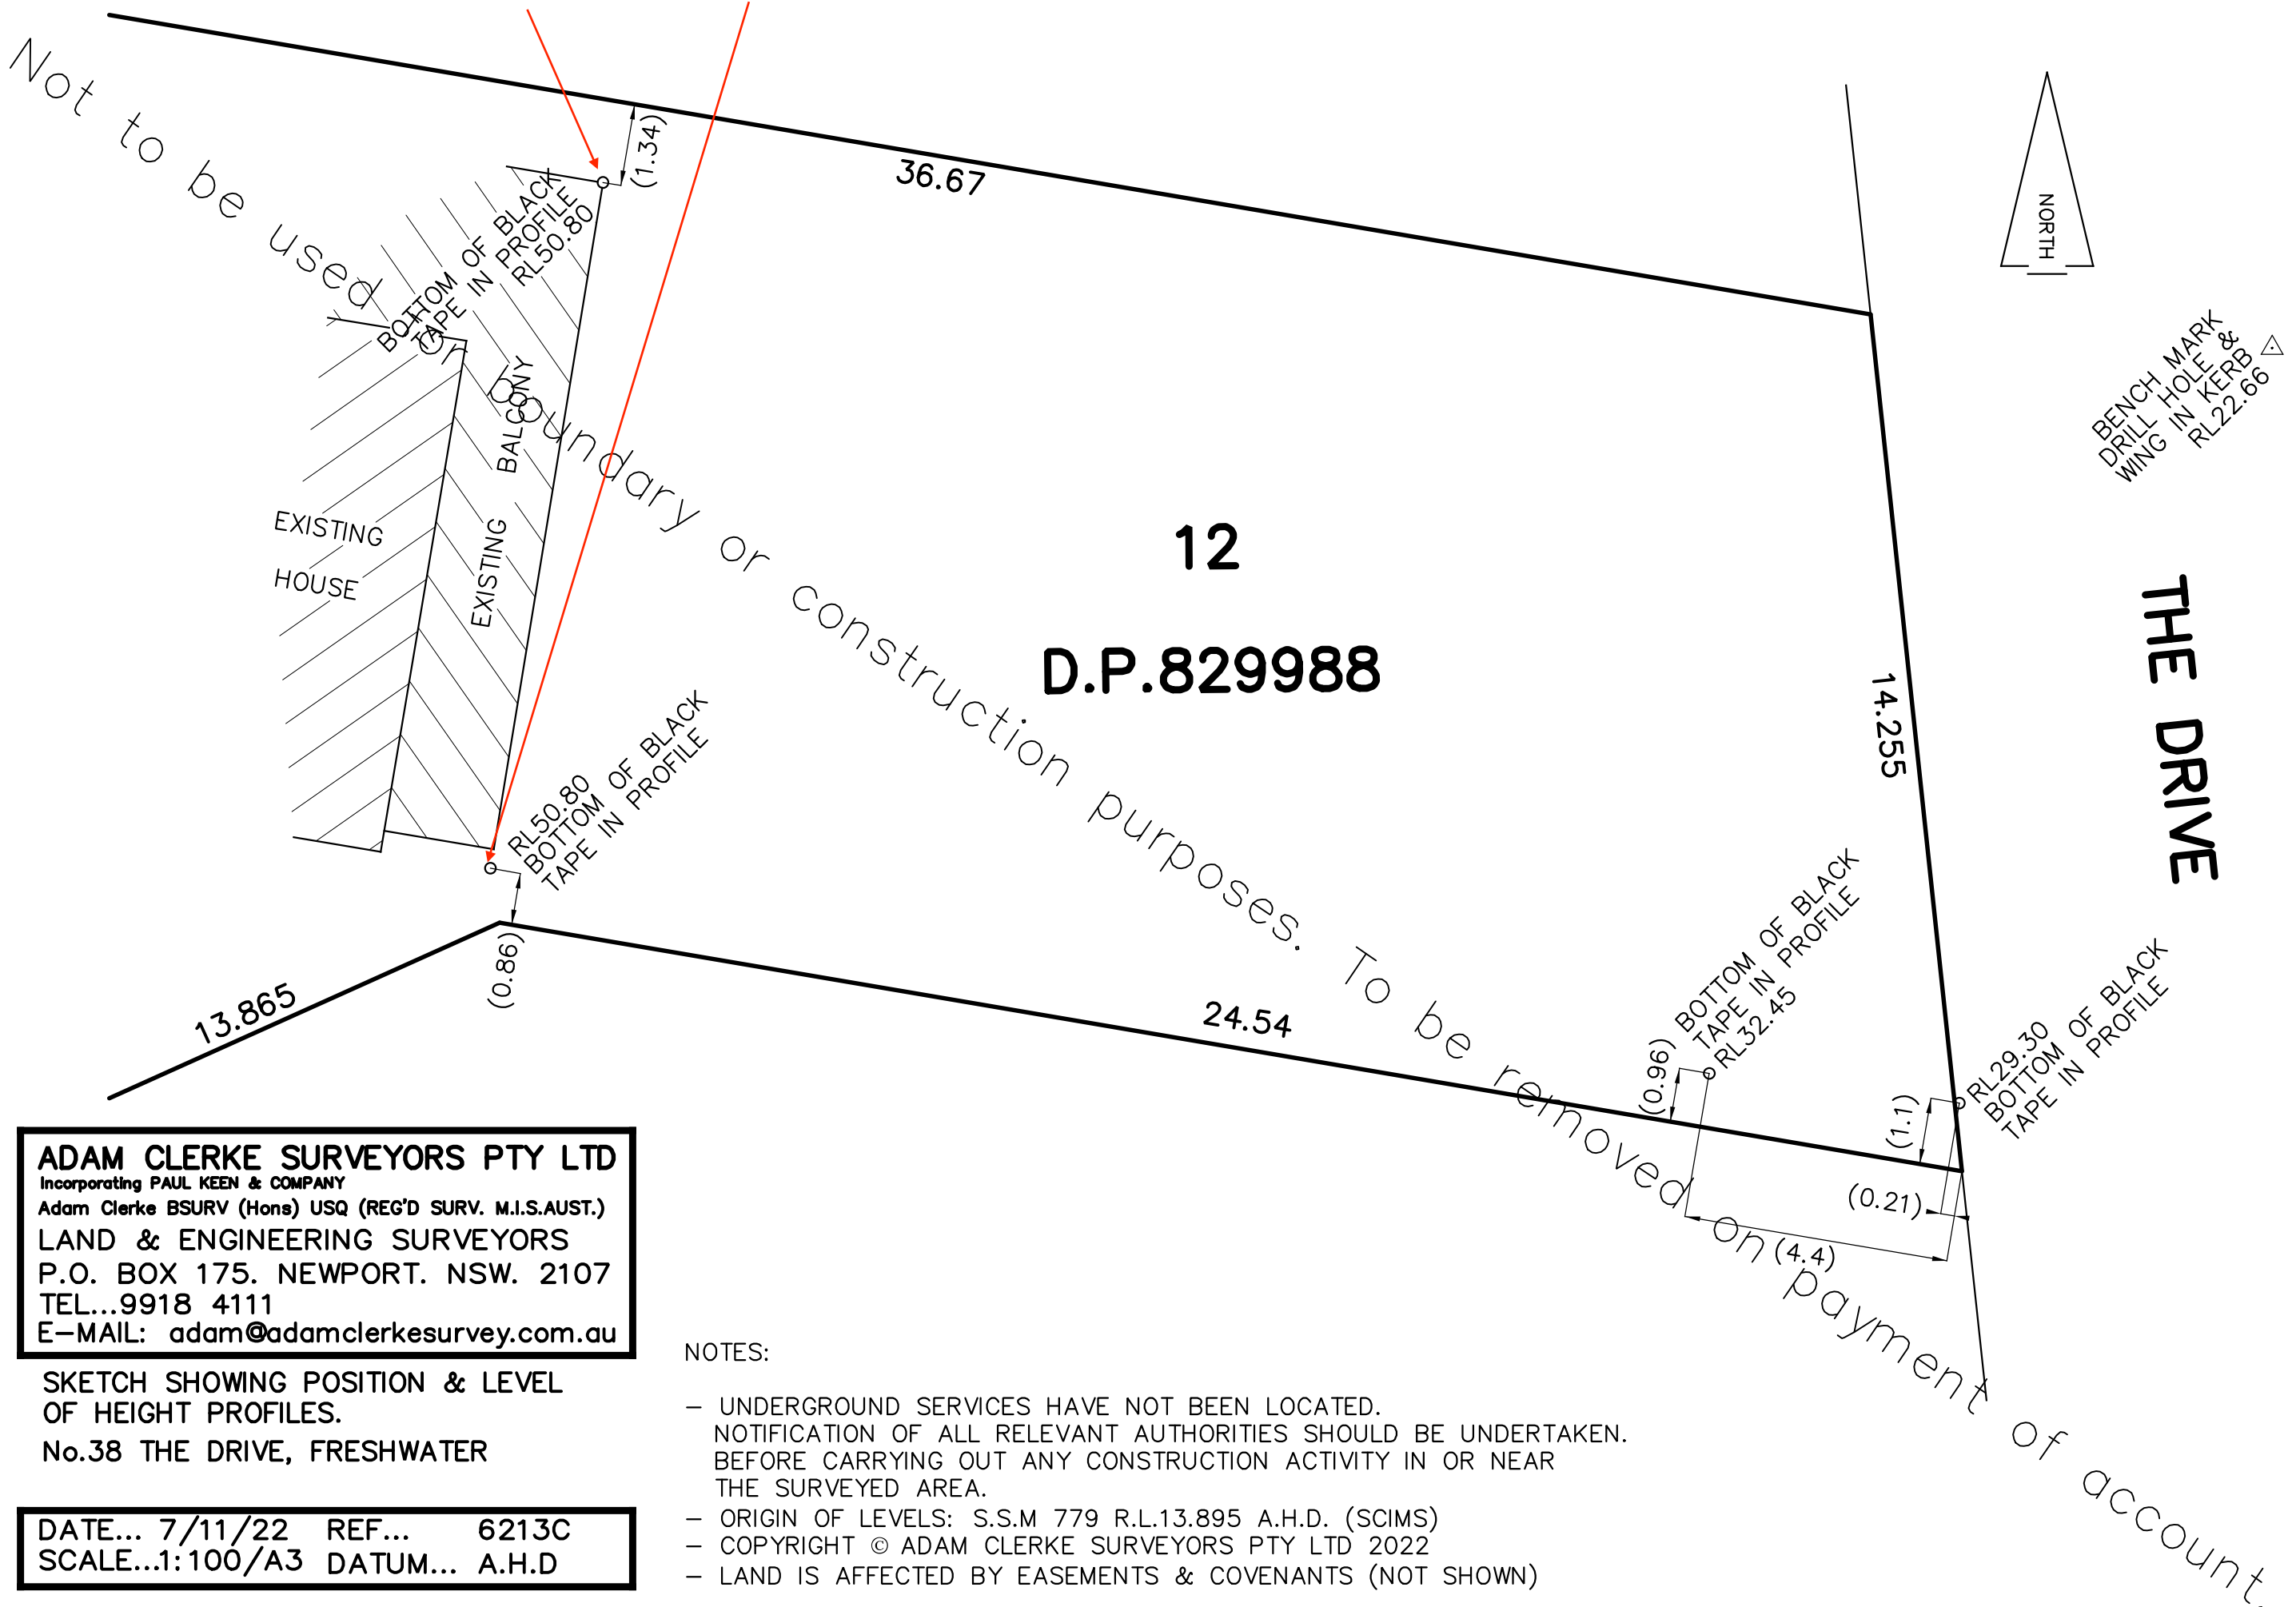 Not to be used for boundary or construction purposes. To be removed on payment of account.
(1.34)
36.67
NORTH
BOTTOM OF BLACK
TAPE IN PROFILE
RL50.80
BENCH MARK
DRILL HOLE &
WING IN KERB
RL22.66
EXISTING BALCONY
EXISTING
HOUSE
12
D.P.829988
THE DRIVE
14.255
RL50.80
BOTTOM OF BLACK
TAPE IN PROFILE
(0.86)
13.865
24.54
BOTTOM OF BLACK
TAPE IN PROFILE
RL32.45
(0.96)
RL29.30
BOTTOM OF BLACK
TAPE IN PROFILE
(1.1)
(0.21)
(4.4)
ADAM CLERKE SURVEYORS PTY LTD
Incorporating PAUL KEEN & COMPANY
Adam Clerke BSURV (Hons) USQ (REG'D SURV. M.I.S.AUST.)
LAND & ENGINEERING SURVEYORS
P.O. BOX 175. NEWPORT. NSW. 2107
TEL...9918 4111
E-MAIL: adam@adamclerkesurvey.com.au
SKETCH SHOWING POSITION & LEVEL
OF HEIGHT PROFILES.
No.38 THE DRIVE, FRESHWATER
DATE... 7/11/22 REF... 6213C
SCALE...1:100/A3 DATUM... A.H.D
NOTES:
- UNDERGROUND SERVICES HAVE NOT BEEN LOCATED.
NOTIFICATION OF ALL RELEVANT AUTHORITIES SHOULD BE UNDERTAKEN.
BEFORE CARRYING OUT ANY CONSTRUCTION ACTIVITY IN OR NEAR
THE SURVEYED AREA.
- ORIGIN OF LEVELS: S.S.M 779 R.L.13.895 A.H.D. (SCIMS)
- COPYRIGHT © ADAM CLERKE SURVEYORS PTY LTD 2022
- LAND IS AFFECTED BY EASEMENTS & COVENANTS (NOT SHOWN)